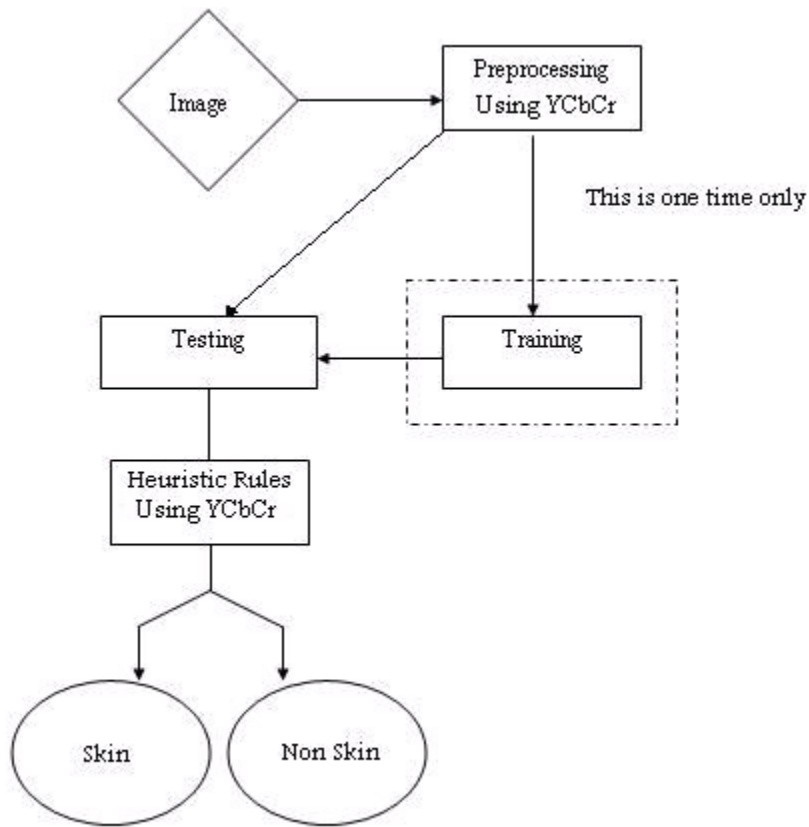 Image
Preprocessing
Using YCbCr
This is one time only
Testing
Training
Heuristic Rules
Using YCbCr
Skin
Non Skin